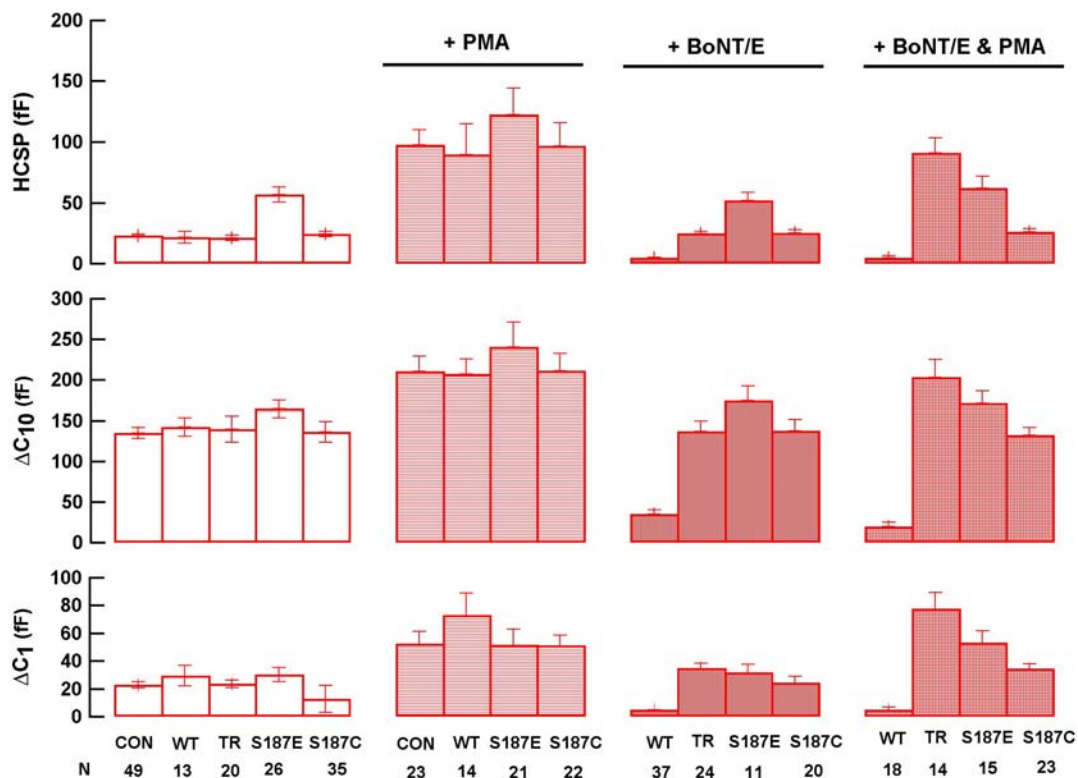 + PMA
+ BoNT/E
+ BoNT/E & PMA
HCSP (fF)
200
150
100
50
0
ΔC10 (fF)
300
250
200
150
100
50
0
ΔC1 (fF)
100
80
60
40
20
0
CON WT TR S187E S187C CON WT S187E S187C WT TR S187E S187C WT TR S187E S187C
N 49 13 20 26 35 23 14 21 22 37 24 11 20 18 14 15 23